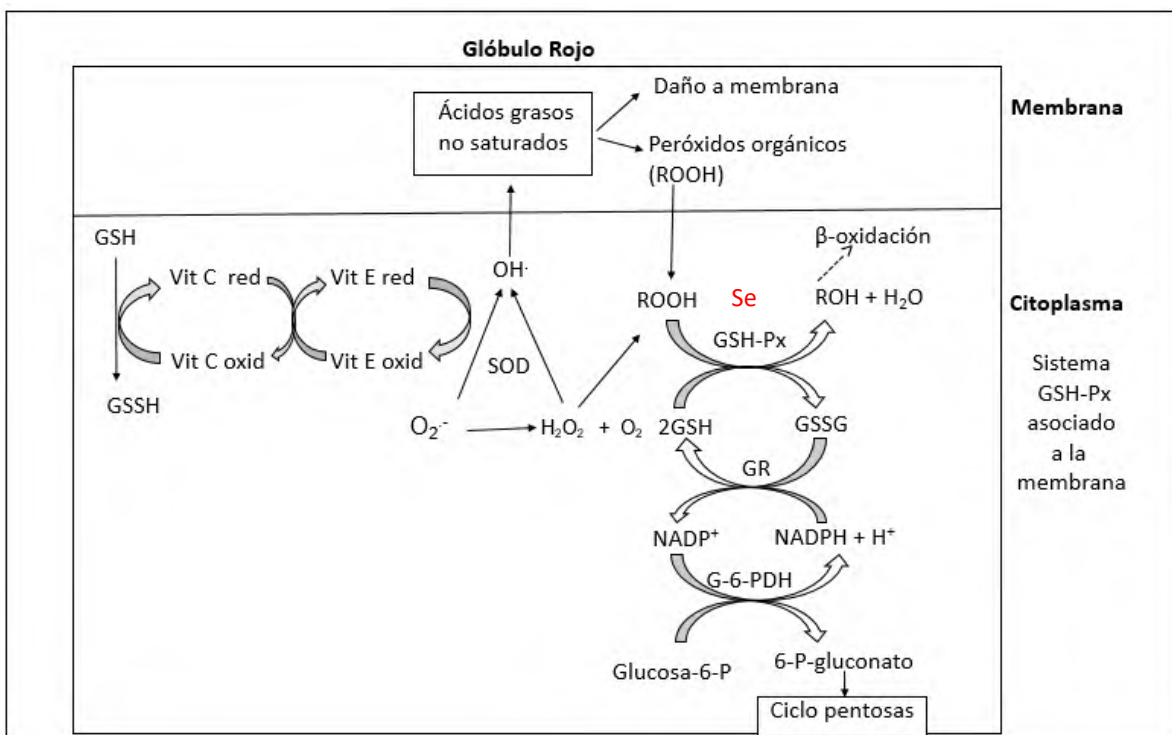 Glóbulo Rojo
Membrana
Ácidos grasos
no saturados
Daño a membrana
Peróxidos orgánicos
(ROOH)
GSH
Vit C red
Vit E red
Vit C oxid
Vit E oxid
GSSH
OH·
SOD
O₂·⁻
H₂O₂ + O₂
β-oxidación
ROOH
Se
ROH + H₂O
GSH-Px
2GSH
GSSG
GR
NADP⁺
NADPH + H⁺
G-6-PDH
Glucosa-6-P
6-P-gluconato
Ciclo pentosas
Citoplasma
Sistema
GSH-Px
asociado
a la
membrana